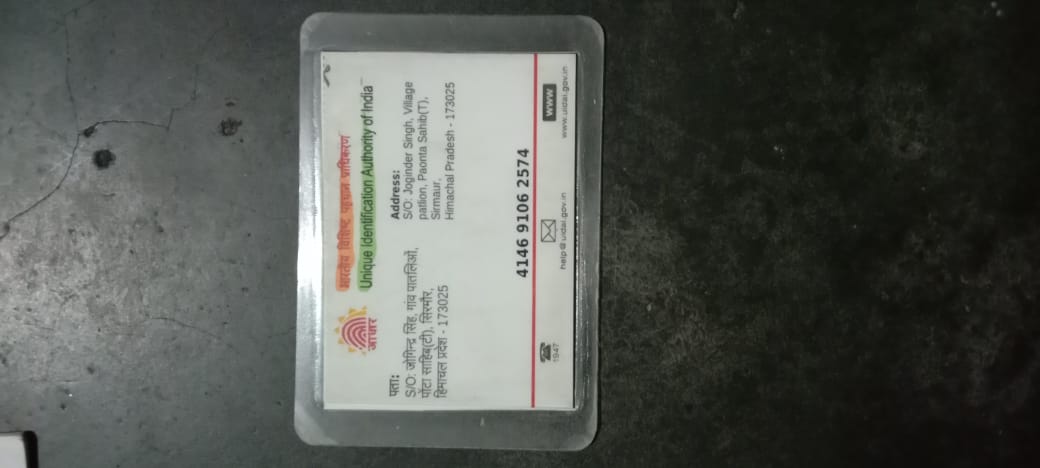 भारतीय विशिष्ट पहचान प्राधिकरण
Unique Identification Authority of India
आधार
पता:
S/O: जोगिन्द्र सिंह, गांव पातलिओं,
पोंटा साहिब(टी), सिरमौर,
हिमाचल प्रदेश - 173025
Address:
S/O: Joginder Singh, Village
patlion, Paonta Sahib(T),
Sirmaur,
Himachal Pradesh - 173025
4146 9106 2574
1947
help@uidai.gov.in
www
www.uidai.gov.in